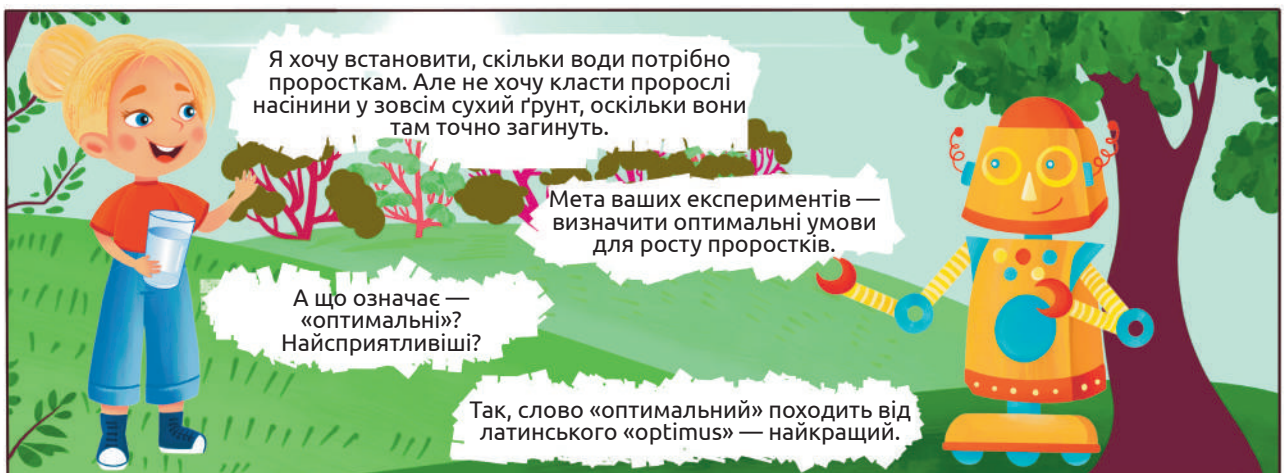 Я хочу встановити, скільки води потрібно
проросткам. Але не хочу класти пророслі
насінини у зовсім сухий ґрунт, оскільки вони
там точно загинуть.
Мета ваших експериментів —
визначити оптимальні умови
для росту проростків.
А що означає —
«оптимальні»?
Найсприятливіші?
Так, слово «оптимальний» походить від
латинського «optimus» — найкращий.